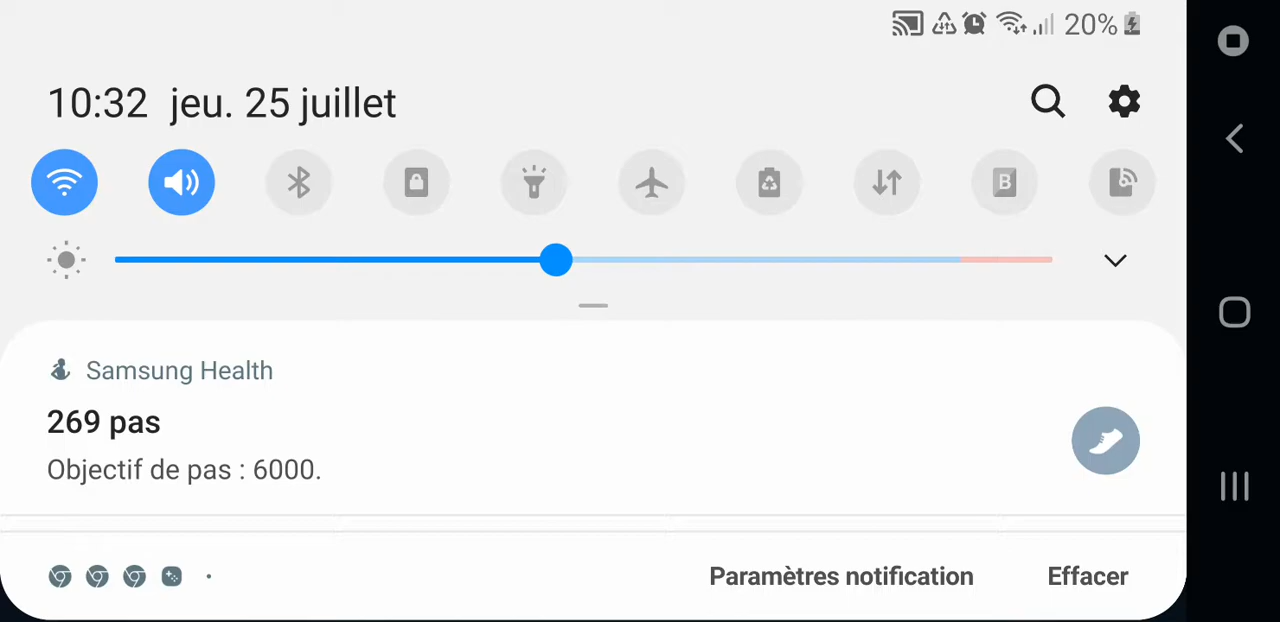 20%
10:32 jeu. 25 juillet
B
Samsung Health
269 pas
Objectif de pas : 6000.
Paramètres notification Effacer